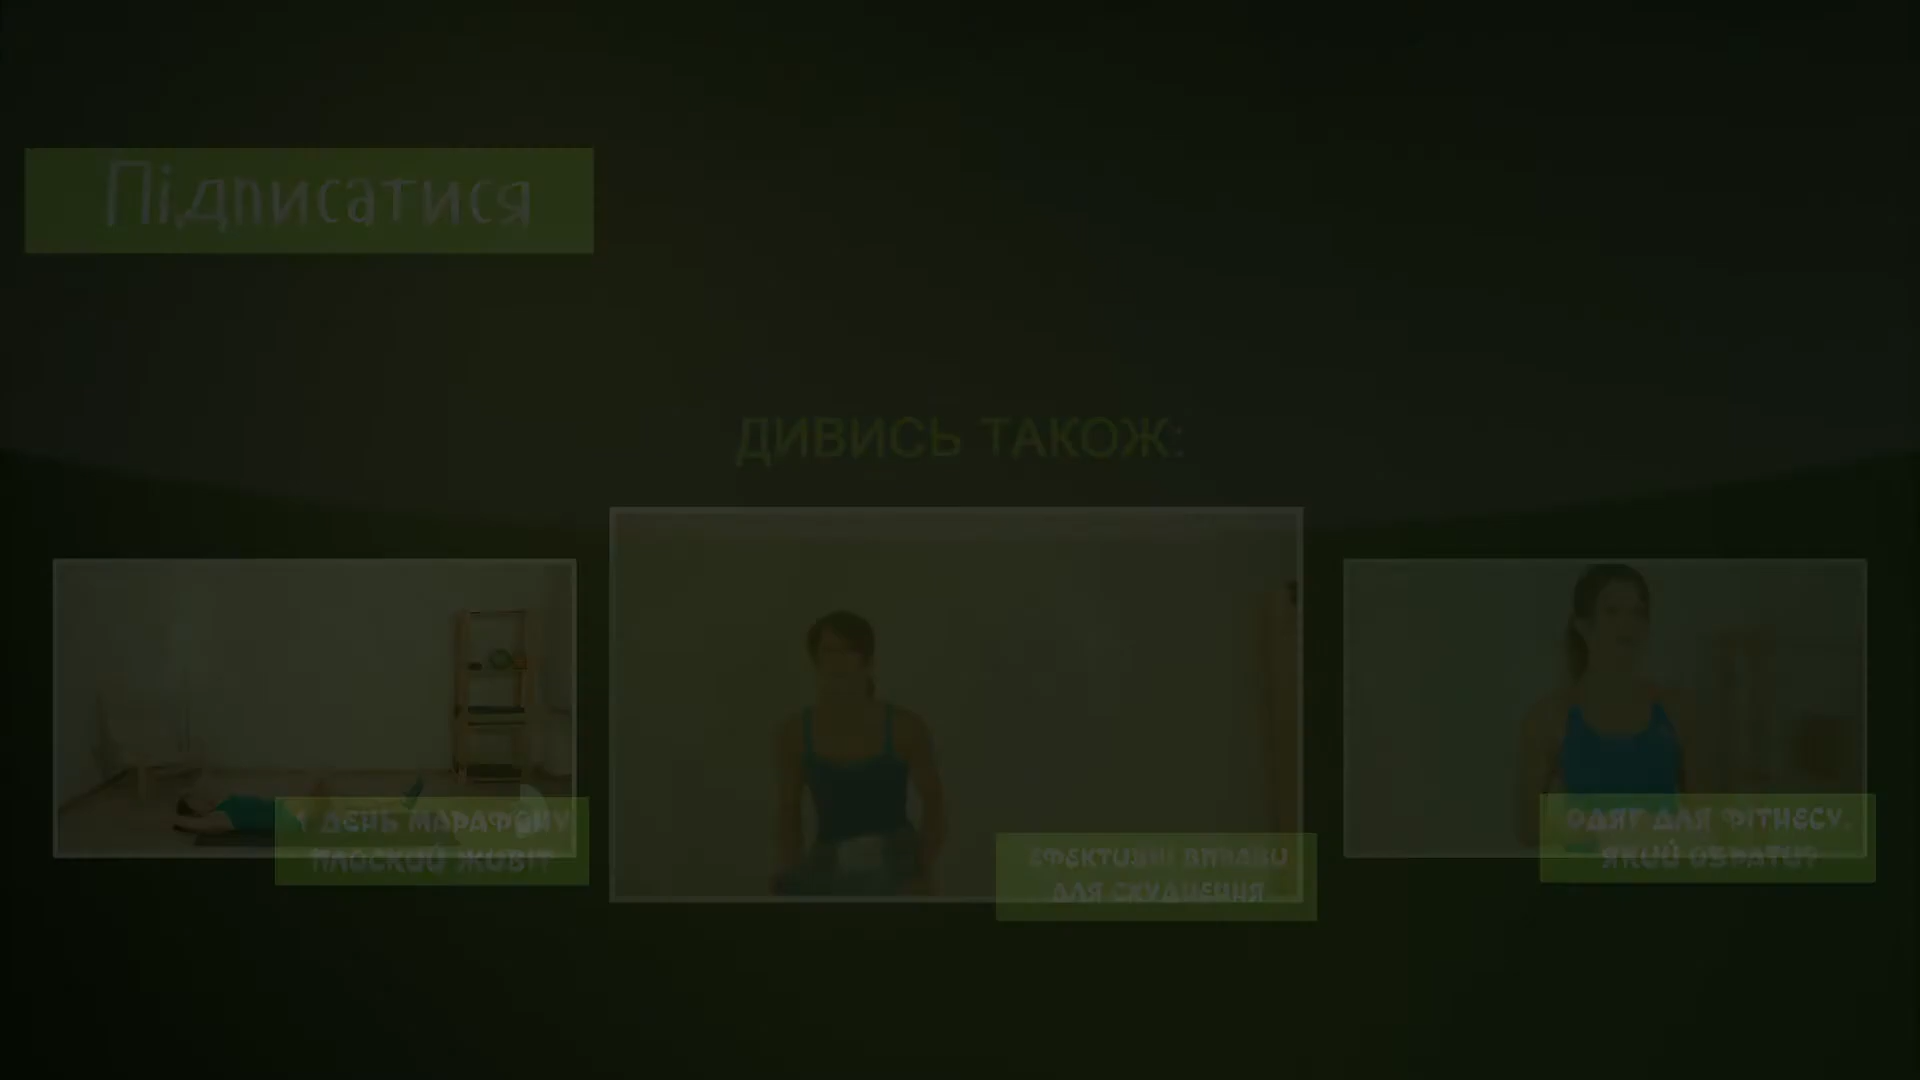 Підписатися
ДИВИСЬ ТАКОЖ:
1 ДЕНЬ МАРАФОНУ
ПЛОСКИЙ ЖИВІТ
ЕФЕКТИВНІ ВПРАВИ
ДЛЯ СХУДНЕННЯ
ОДЯГ ДЛЯ ФІТНЕСУ.
ЯКИЙ ОБРАТИ?